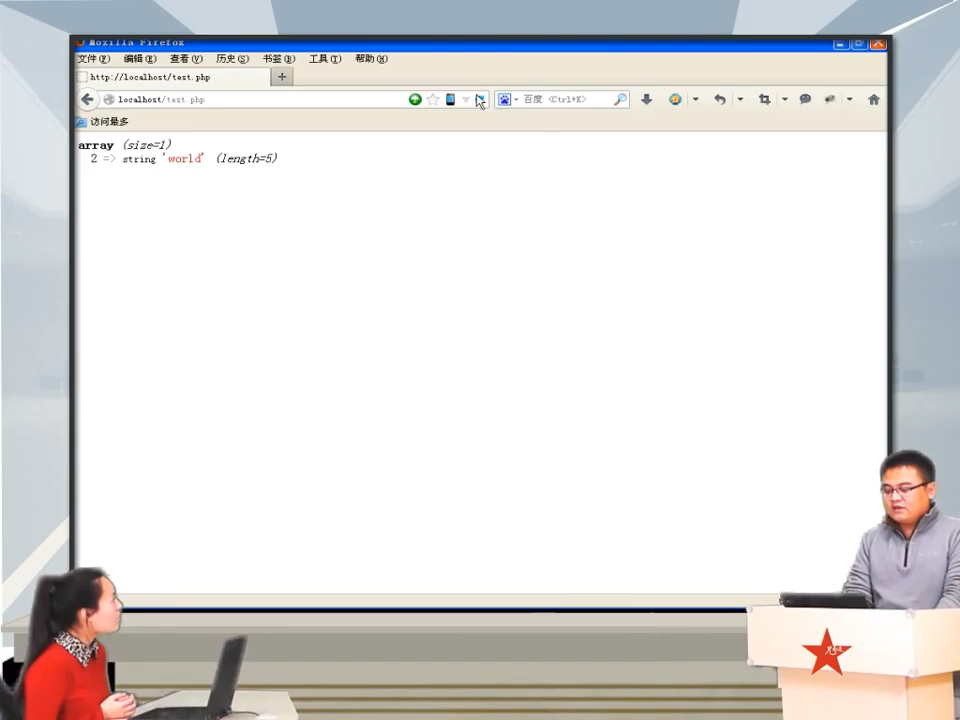 Mozilla Firefox
文件(F) 编辑(E) 查看(V) 历史(S) 书签(B) 工具(T) 帮助(H)
http://localhost/test.php
localhost/test.php 百度 <Ctrl+K>
访问最多
array (size=1)
2 => string 'world' (length=5)